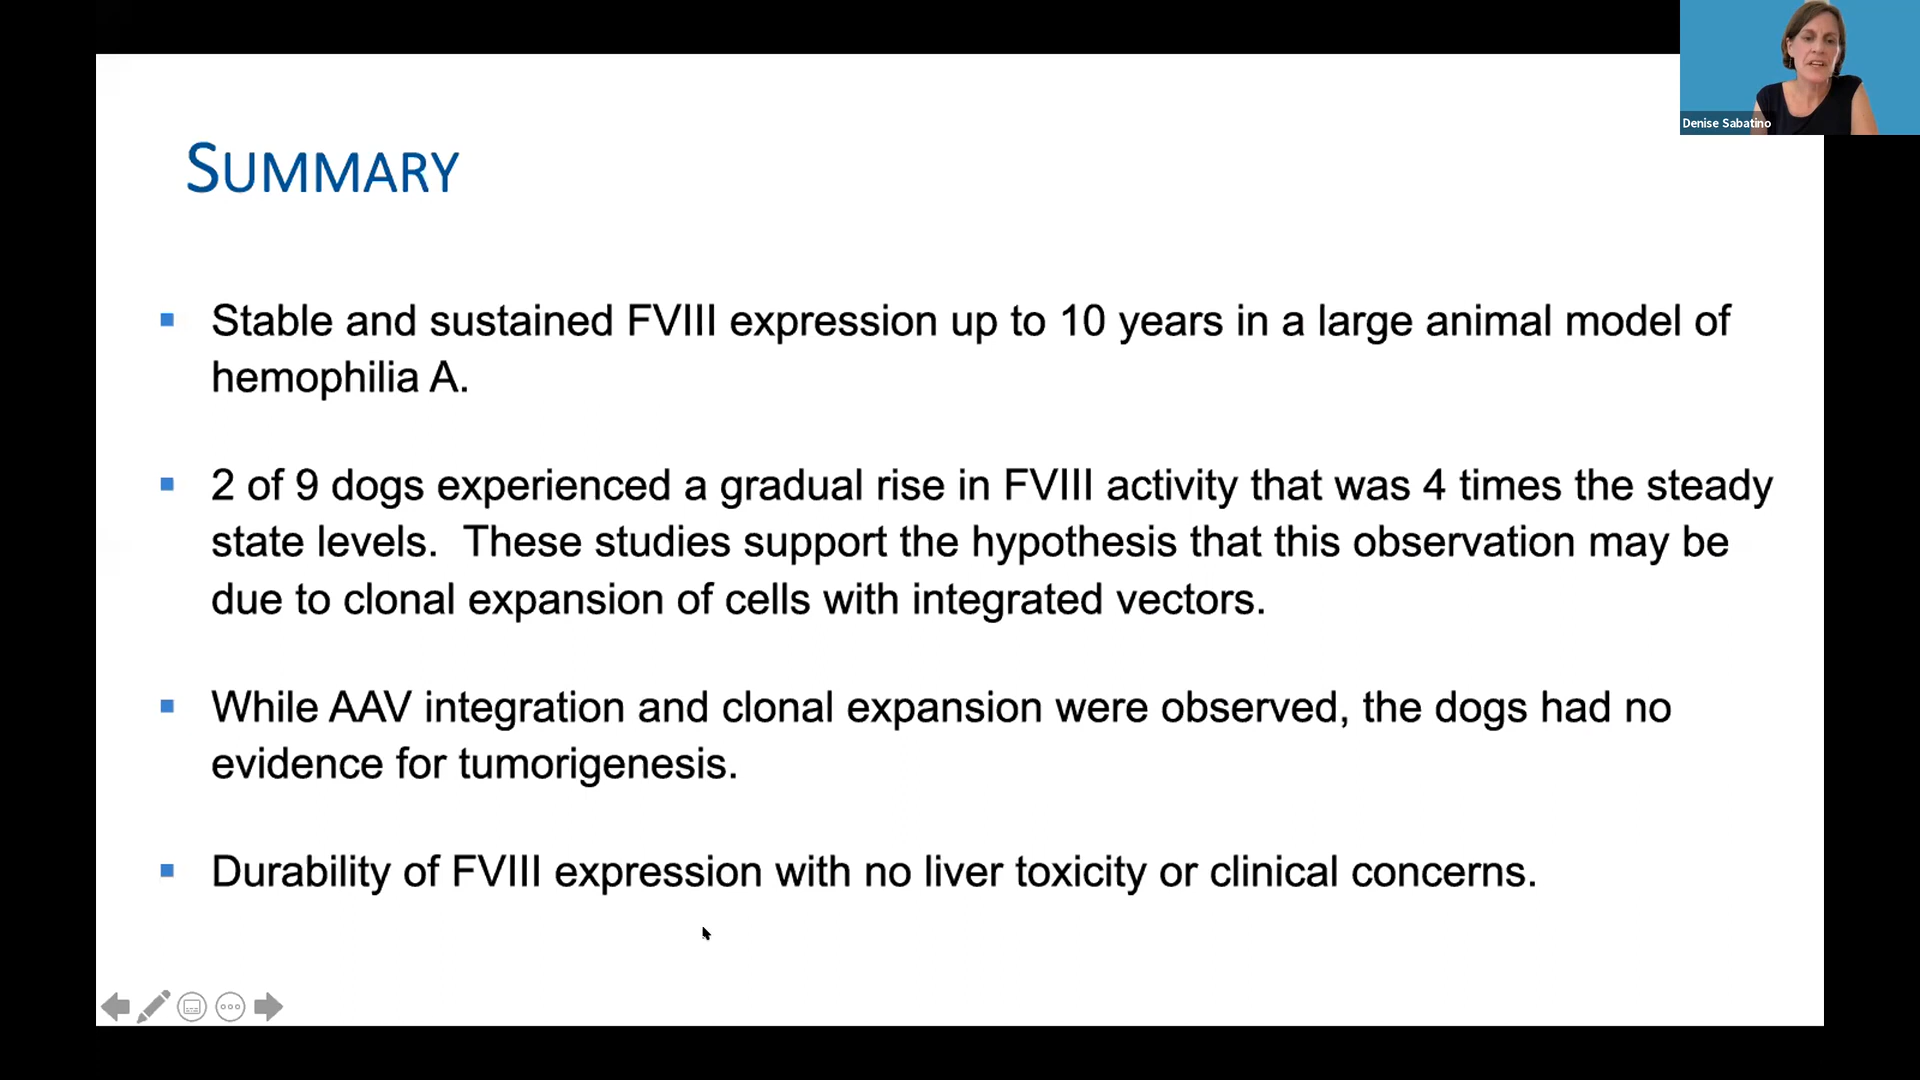 Denise Sabatino
SUMMARY
Stable and sustained FVIII expression up to 10 years in a large animal model of
hemophilia A.
2 of 9 dogs experienced a gradual rise in FVIII activity that was 4 times the steady
state levels.  These studies support the hypothesis that this observation may be
due to clonal expansion of cells with integrated vectors.
While AAV integration and clonal expansion were observed, the dogs had no
evidence for tumorigenesis.
Durability of FVIII expression with no liver toxicity or clinical concerns.